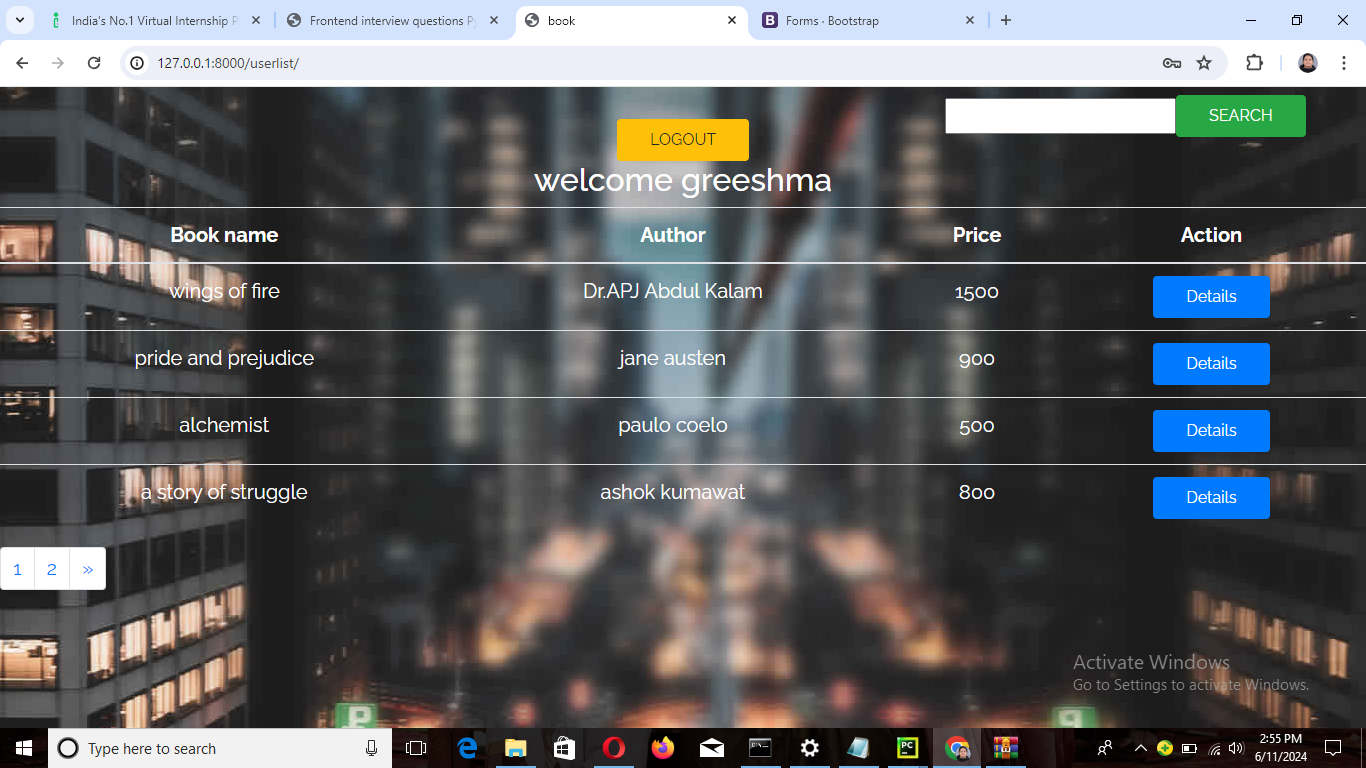 India's No.1 Virtual Internship P
Frontend interview questions Py
book
Forms · Bootstrap
127.0.0.1:8000/userlist/
SEARCH
LOGOUT
welcome greeshma
Book name Author Price Action
wings of fire Dr.APJ Abdul Kalam 1500 Details
pride and prejudice jane austen 900 Details
alchemist paulo coelo 500 Details
a story of struggle ashok kumawat 800 Details
1 2 »
Activate Windows
Go to Settings to activate Windows.
Type here to search
2:55 PM
6/11/2024